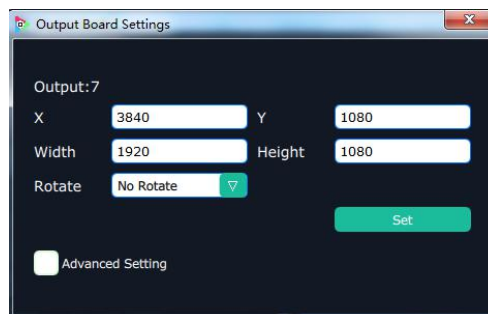 Output Board Settings
Output:7
X 3840 Y 1080
Width 1920 Height 1080
Rotate No Rotate
Set
Advanced Setting